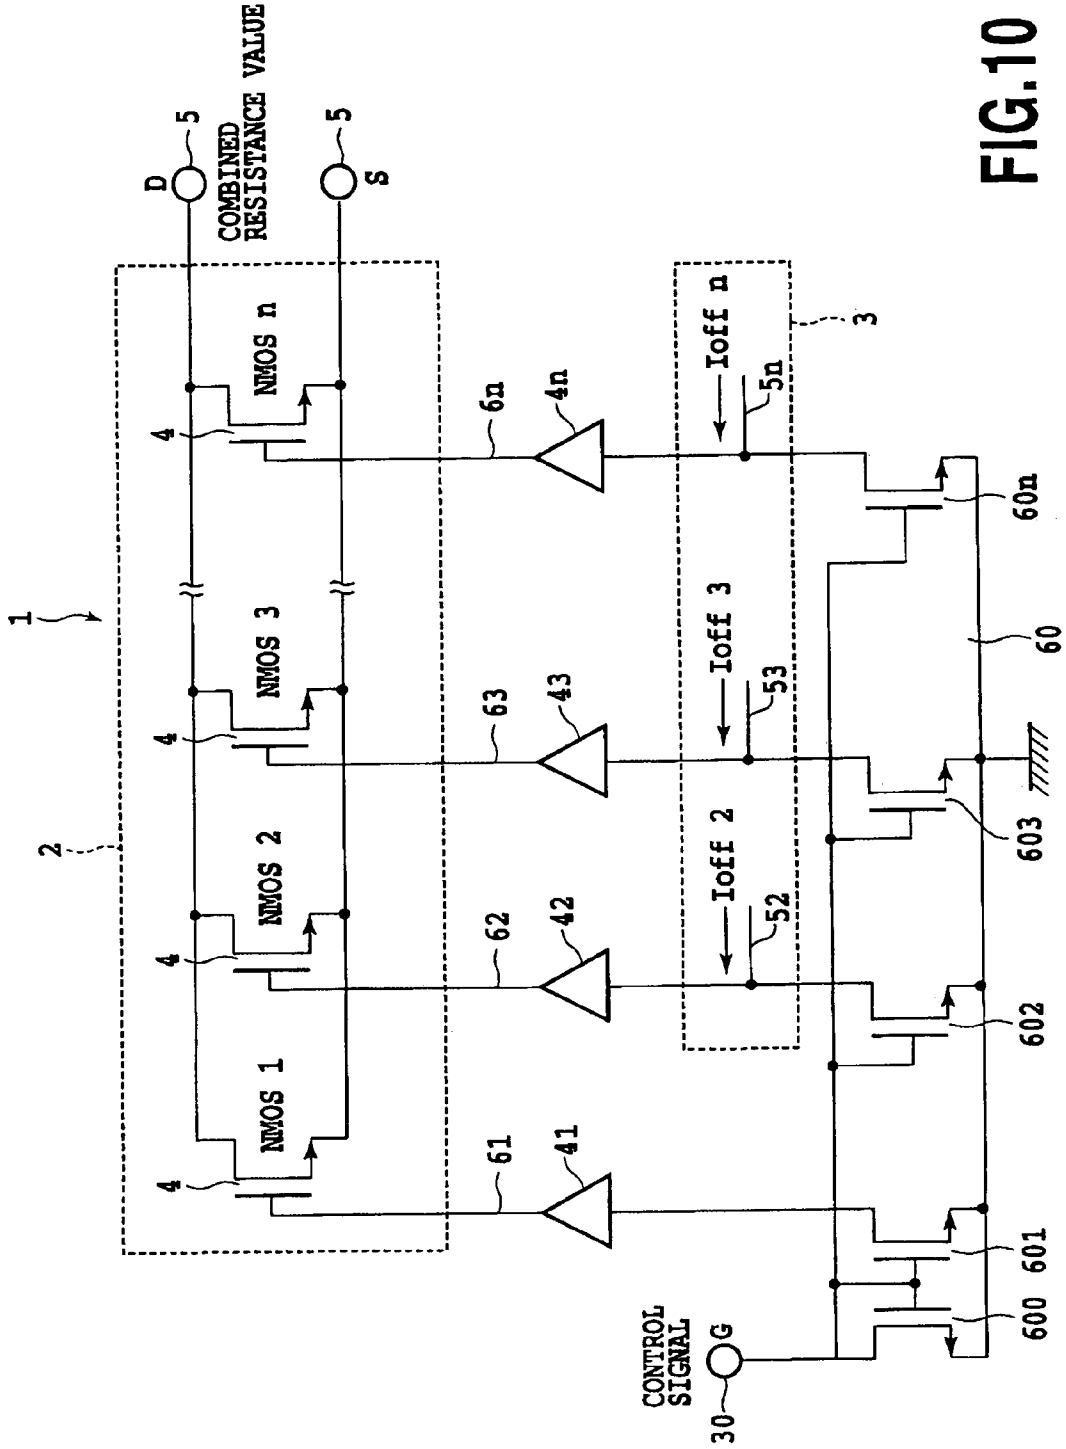 1
2
4
NMOS 1
4
NMOS 2
4
NMOS 3
4
NMOS n
D
5
COMBINED
RESISTANCE VALUE
5
S
61
62
63
6n
41
42
43
4n
Ioff 2
Ioff 3
Ioff n
52
53
5n
3
CONTROL
SIGNAL
30
G
600
601
602
603
60n
60
FIG.10